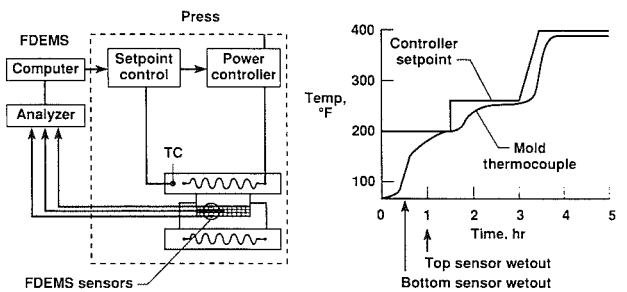 Press
FDEMS
Computer
Analyzer
Setpoint
control
Power
controller
TC
FDEMS sensors
400
300
Temp,
°F
200
100
Controller
setpoint
Mold
thermocouple
0 1 2 3 4 5
Time, hr
Top sensor wetout
Bottom sensor wetout